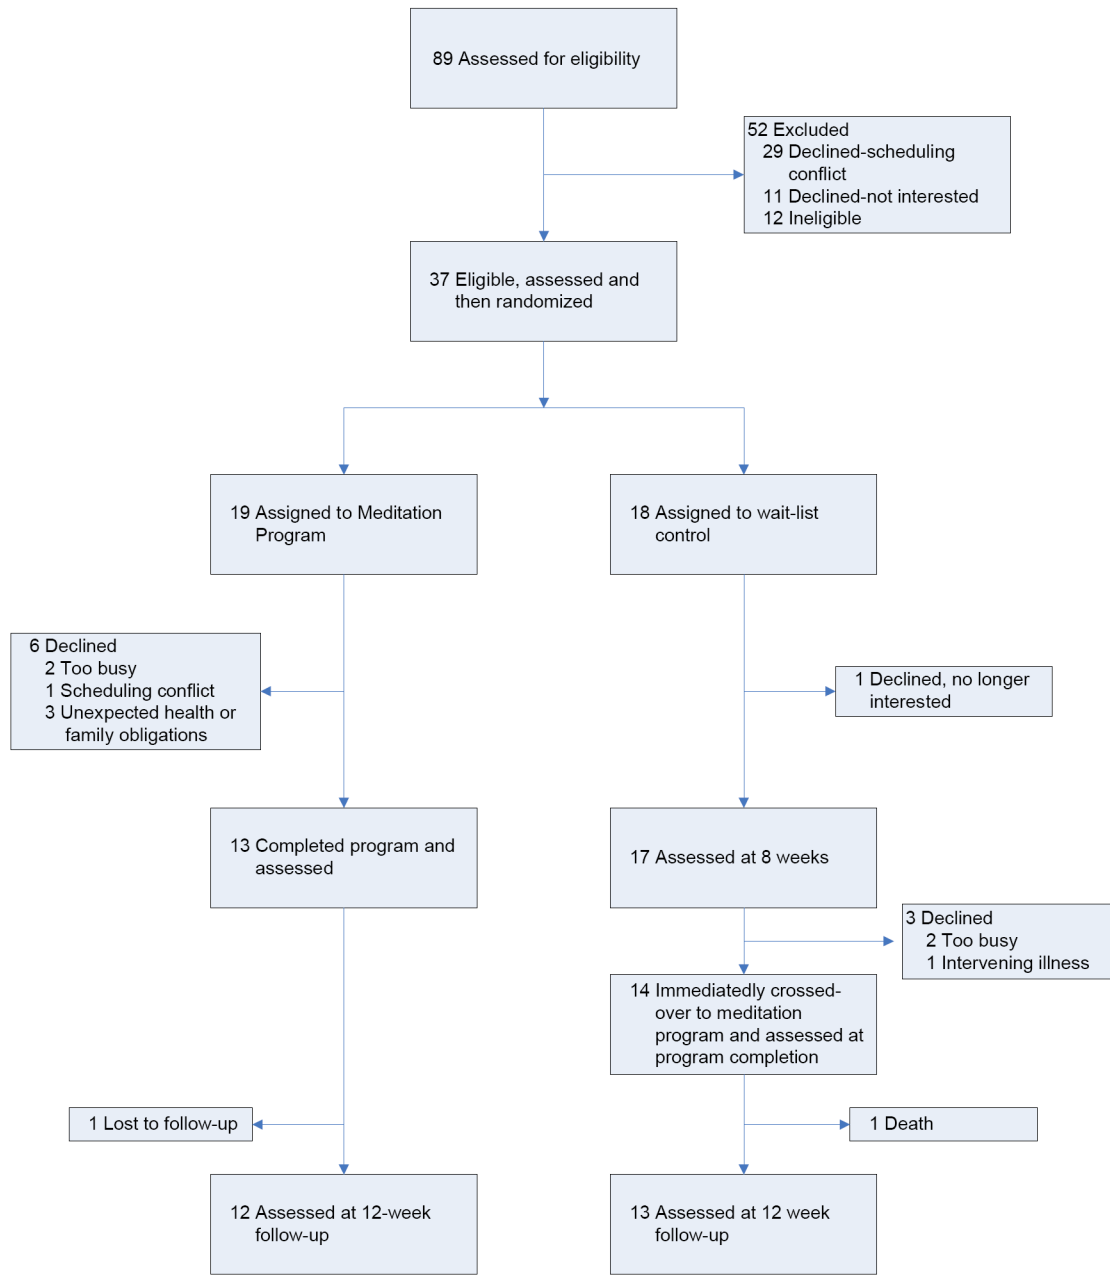 89 Assessed for eligibility
52 Excluded
29 Declined-scheduling
conflict
11 Declined-not interested
12 Ineligible
37 Eligible, assessed and
then randomized
19 Assigned to Meditation
Program
18 Assigned to wait-list
control
6 Declined
2 Too busy
1 Scheduling conflict
3 Unexpected health or
family obligations
1 Declined, no longer
interested
13 Completed program and
assessed
17 Assessed at 8 weeks
3 Declined
2 Too busy
1 Intervening illness
14 Immediatedly crossed-
over to meditation
program and assessed at
program completion
1 Lost to follow-up
1 Death
12 Assessed at 12-week
follow-up
13 Assessed at 12 week
follow-up